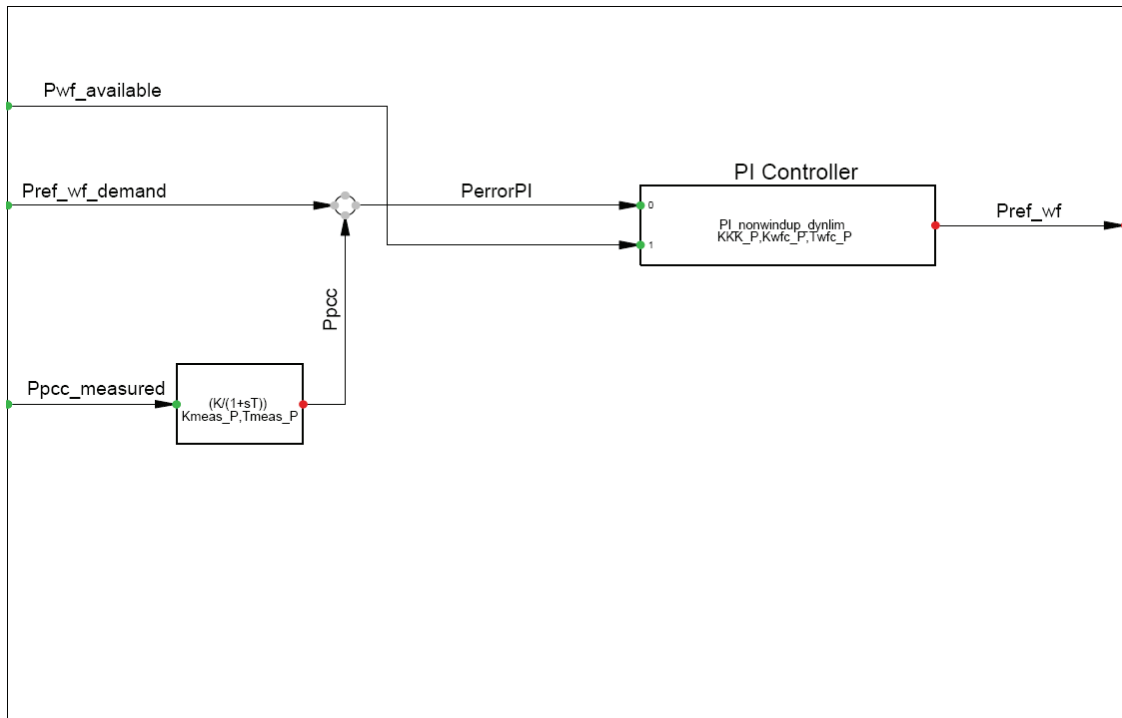 Pwf_available
PI Controller
Pref_wf_demand
PerrorPI
0
PI_nonwindup_dynlim
KKK_P,Kwfc_P,Twfc_P
1
Pref_wf
Ppcc
Ppcc_measured
(K/(1+sT))
Kmeas_P,Tmeas_P